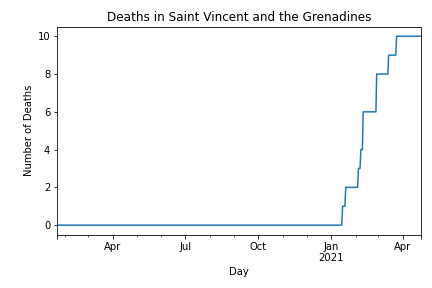 Deaths in Saint Vincent and the Grenadines
10
8
6
4
2
0
Number of Deaths
Apr
Jul
Oct
Jan
2021
Apr
Day